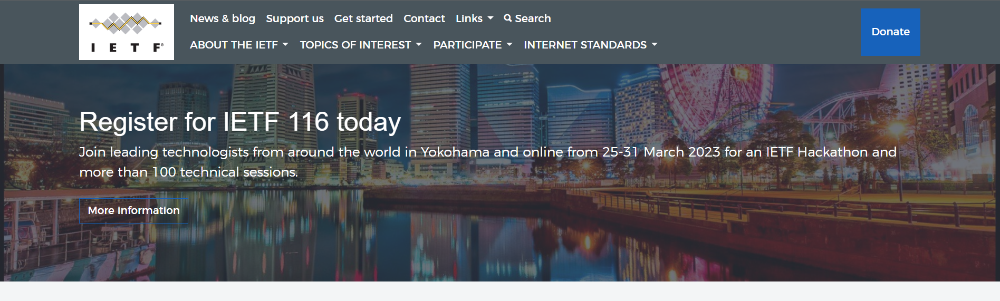 IETF®
News & blog Support us Get started Contact Links Search
ABOUT THE IETF TOPICS OF INTEREST PARTICIPATE INTERNET STANDARDS
Donate
Register for IETF 116 today
Join leading technologists from around the world in Yokohama and online from 25-31 March 2023 for an IETF Hackathon and
more than 100 technical sessions.
More information